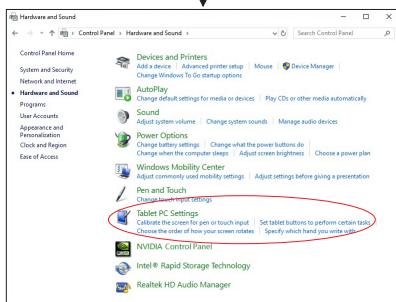 Hardware and Sound
Control Panel > Hardware and Sound >
Search Control Panel
Control Panel Home
System and Security
Network and Internet
Hardware and Sound
Programs
User Accounts
Appearance and
Personalization
Clock and Region
Ease of Access
Devices and Printers
Add a device | Advanced printer setup | Mouse | Device Manager |
Change Windows To Go startup options
AutoPlay
Change default settings for media or devices | Play CDs or other media automatically
Sound
Adjust system volume | Change system sounds | Manage audio devices
Power Options
Change battery settings | Change what the power buttons do
Change when the computer sleeps | Adjust screen brightness | Choose a power plan
Windows Mobility Center
Adjust commonly used mobility settings | Adjust settings before giving a presentation
Pen and Touch
Change touch input settings
Tablet PC Settings
Calibrate the screen for pen or touch input | Set tablet buttons to perform certain tasks
Choose the order of how your screen rotates | Specify which hand you write with
NVIDIA Control Panel
Intel® Rapid Storage Technology
Realtek HD Audio Manager